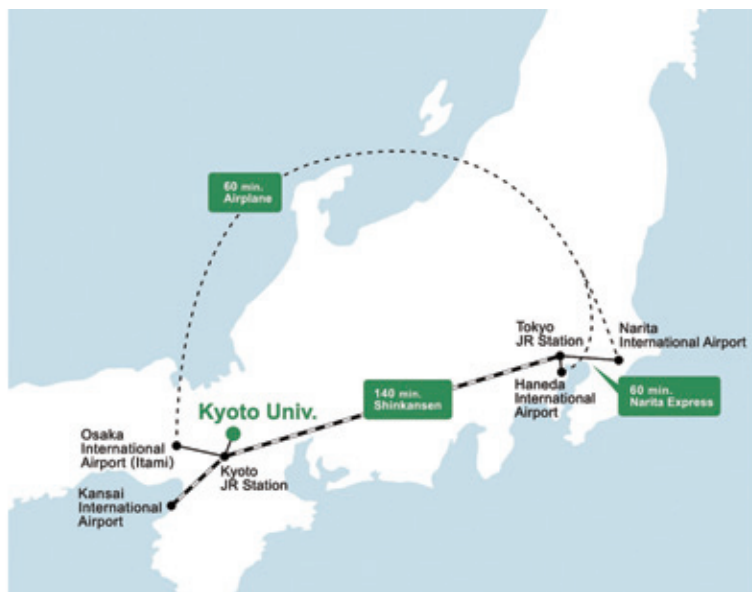 60 min.
Airplane
Tokyo
JR Station
Narita
International Airport
Haneda
International
Airport
60 min.
Narita Express
140 min.
Shinkansen
Kyoto Univ.
Osaka
International
Airport (Itami)
Kyoto
JR Station
Kansai
International
Airport